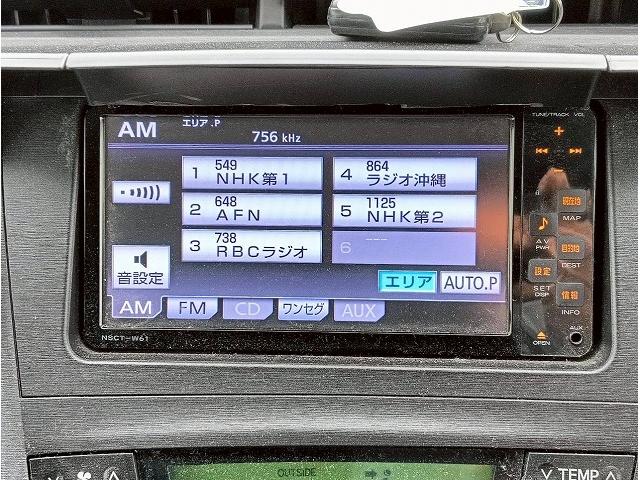 AM エリア.P
756 kHz
1 549 NHK第1
4 864 ラジオ沖縄
2 648 AFN
5 1125 NHK第2
3 738 RBCラジオ
6 ---
音設定
エリア AUTO.P
AM FM CD ワンセグ AUX
NSCT-W61
TUNE/TRACK VOL
+
現在地
MAP
AV
PWR
目的地
DEST
設定
SET
DSP
情報
INFO
OPEN
AUX
OUTSIDE
TEMP